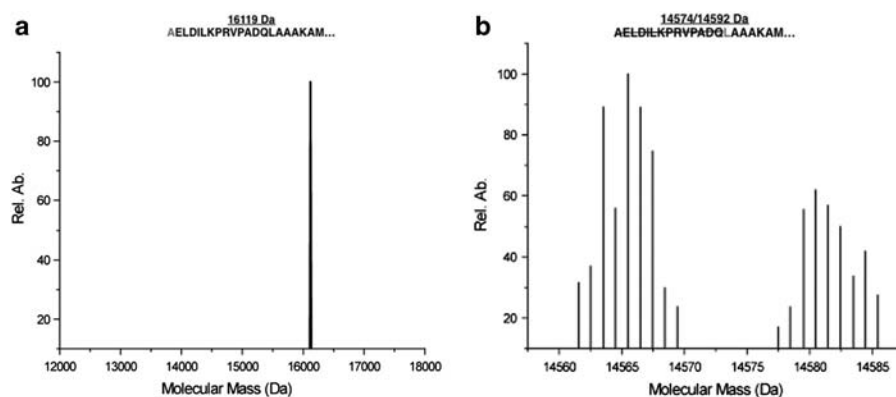 a
16119 Da
AELDILKPRVPADQLAAAKAM...
Rel. Ab.
100
80
60
40
20
12000 13000 14000 15000 16000 17000 18000
Molecular Mass (Da)
b
14574/14592 Da
AELDILKPRVPADQLAAAKAM...
Rel. Ab.
100
80
60
40
20
14560 14565 14570 14575 14580 14585
Molecular Mass (Da)